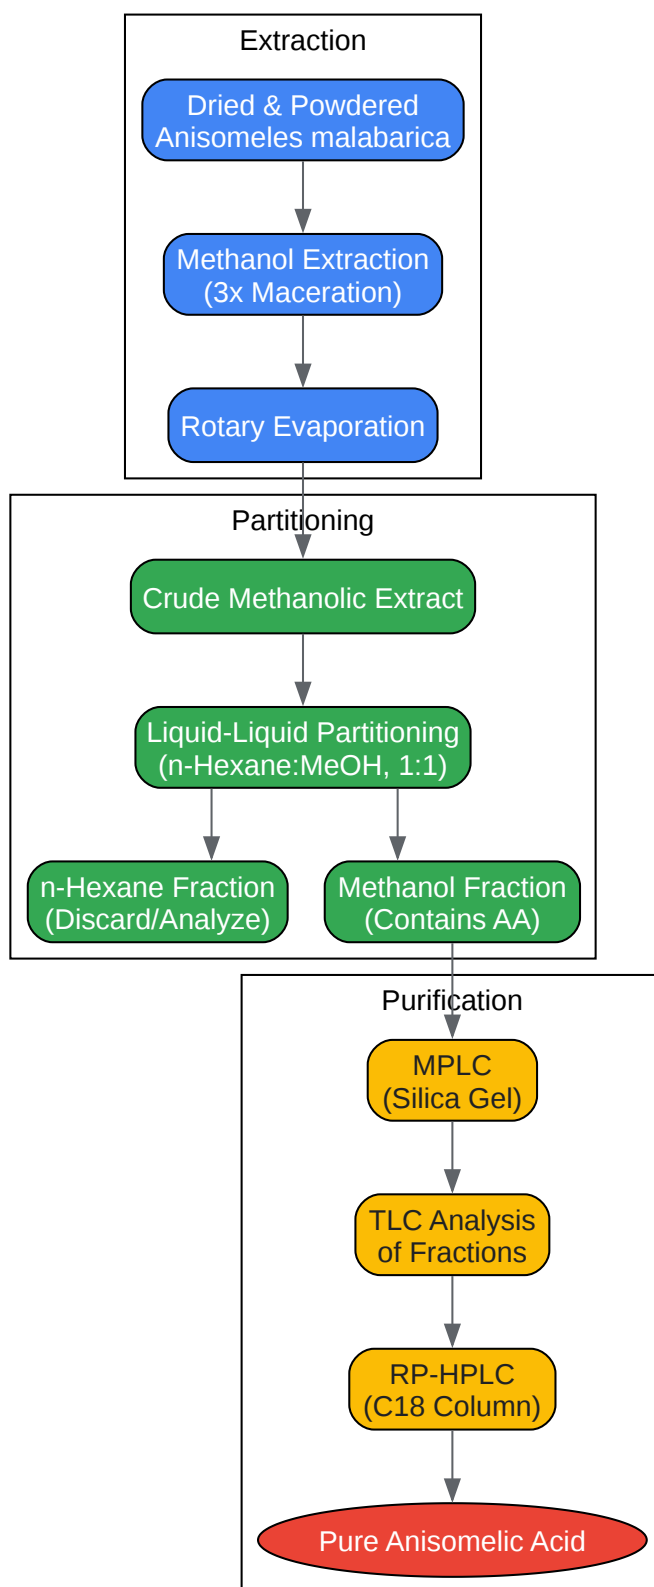 Extraction
Dried & Powdered
Anisomeles malabarica
Methanol Extraction
(3x Maceration)
Rotary Evaporation
Partitioning
Crude Methanolic Extract
Liquid-Liquid Partitioning
(n-Hexane:MeOH, 1:1)
n-Hexane Fraction
(Discard/Analyze)
Methanol Fraction
(Contains AA)
Purification
MPLC
(Silica Gel)
TLC Analysis
of Fractions
RP-HPLC
(C18 Column)
Pure Anisomelic Acid